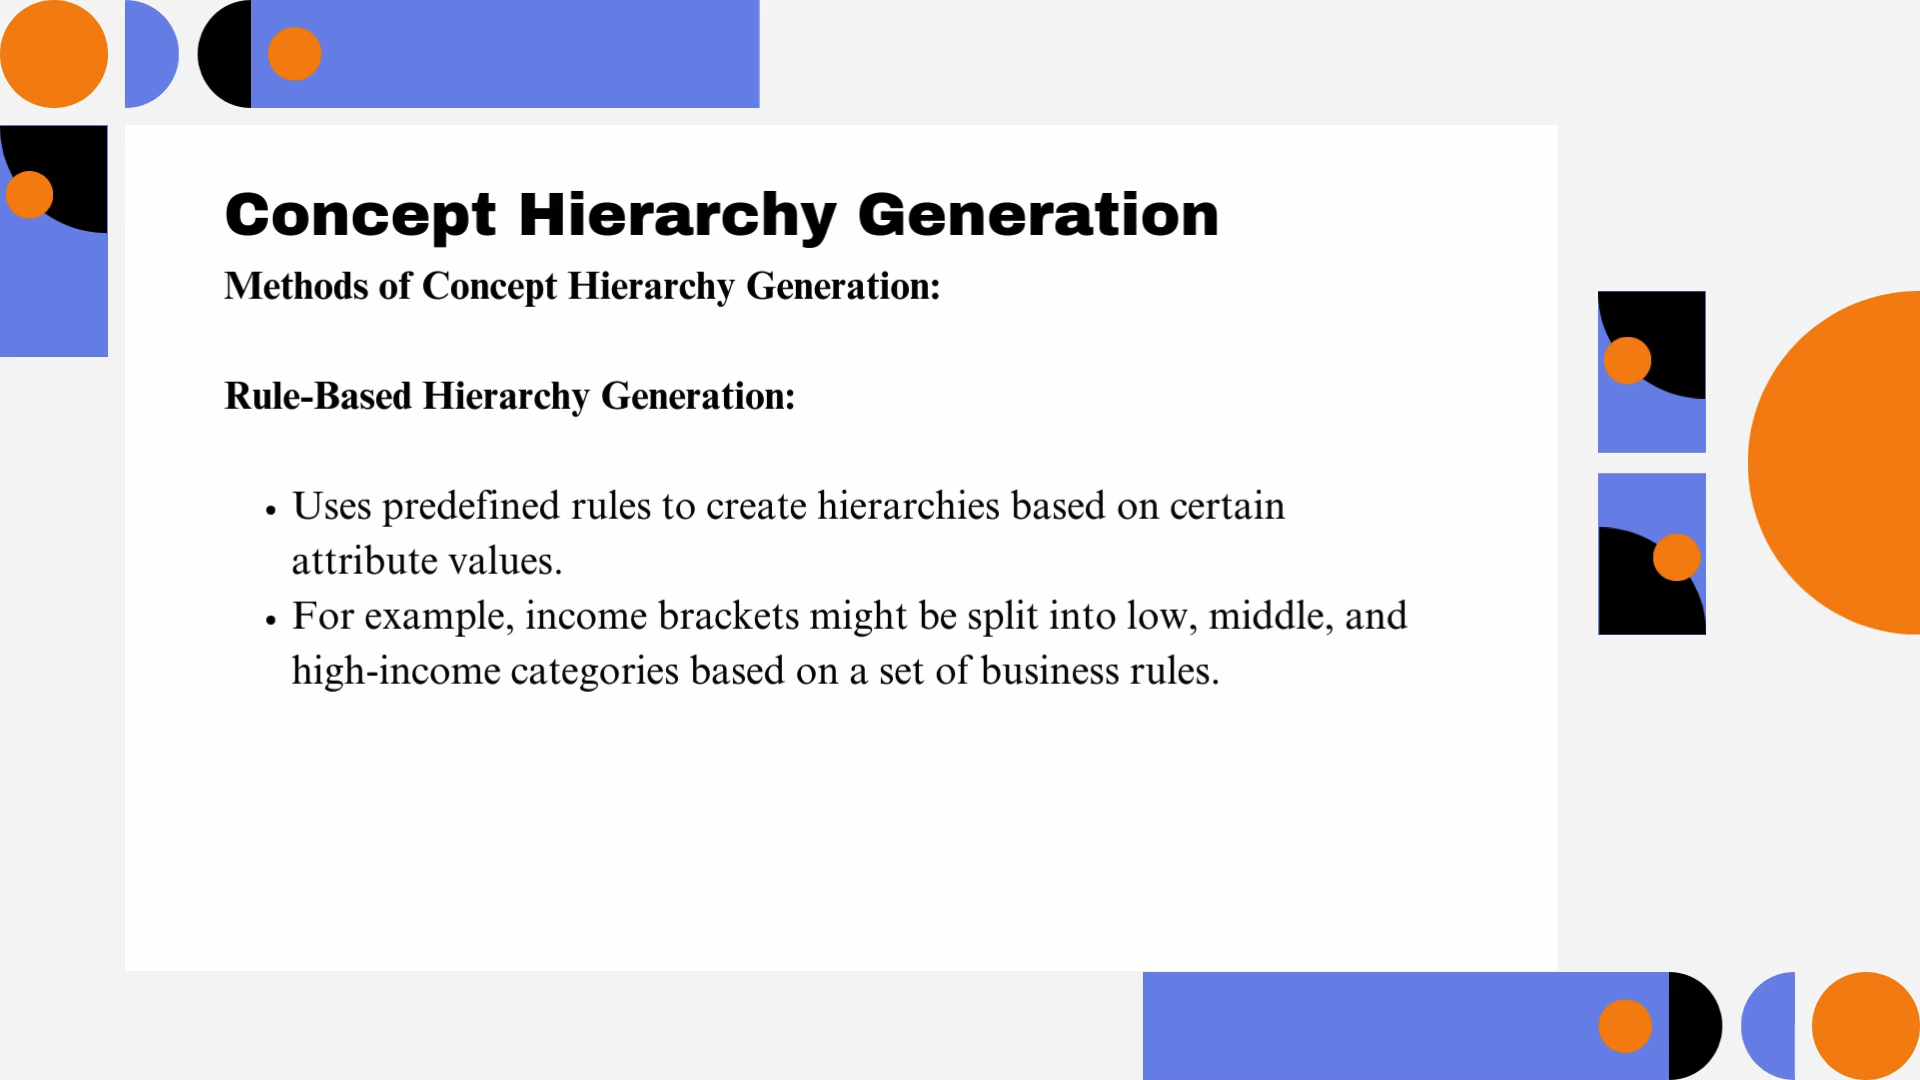 Concept Hierarchy Generation
Methods of Concept Hierarchy Generation:
Rule-Based Hierarchy Generation:
• Uses predefined rules to create hierarchies based on certain
attribute values.
• For example, income brackets might be split into low, middle, and
high-income categories based on a set of business rules.